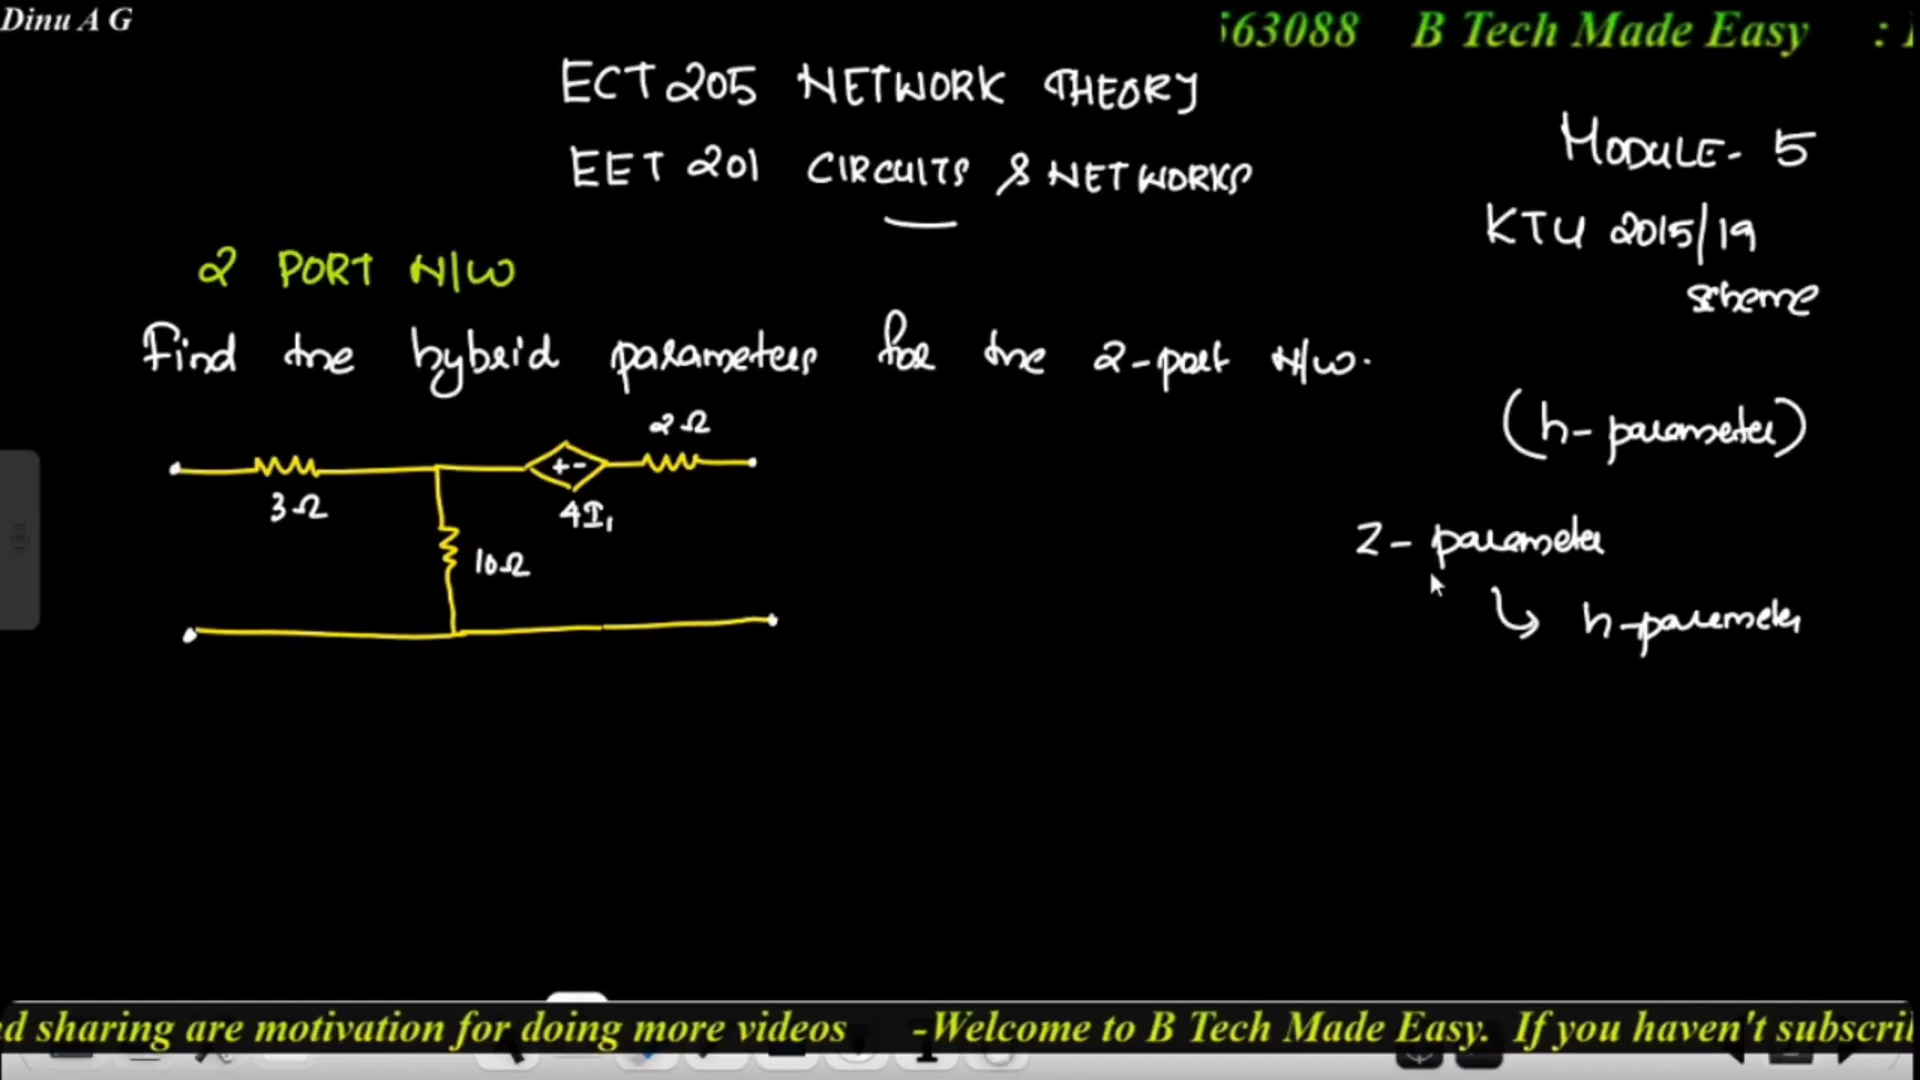 Dinu A G
563088 B Tech Made Easy :
ECT 205 NETWORK THEORY
EET 201 CIRCUITS & NETWORKS
MODULE- 5
KTU 2015/19
scheme
2 PORT N/W
Find the hybrid parameters for the 2-port N/W.
(h- parameter)
2Ω
+ -
3Ω
4I₁
10Ω
Z- parameter
h-parameter
d sharing are motivation for doing more videos -Welcome to B Tech Made Easy. If you haven't subscri